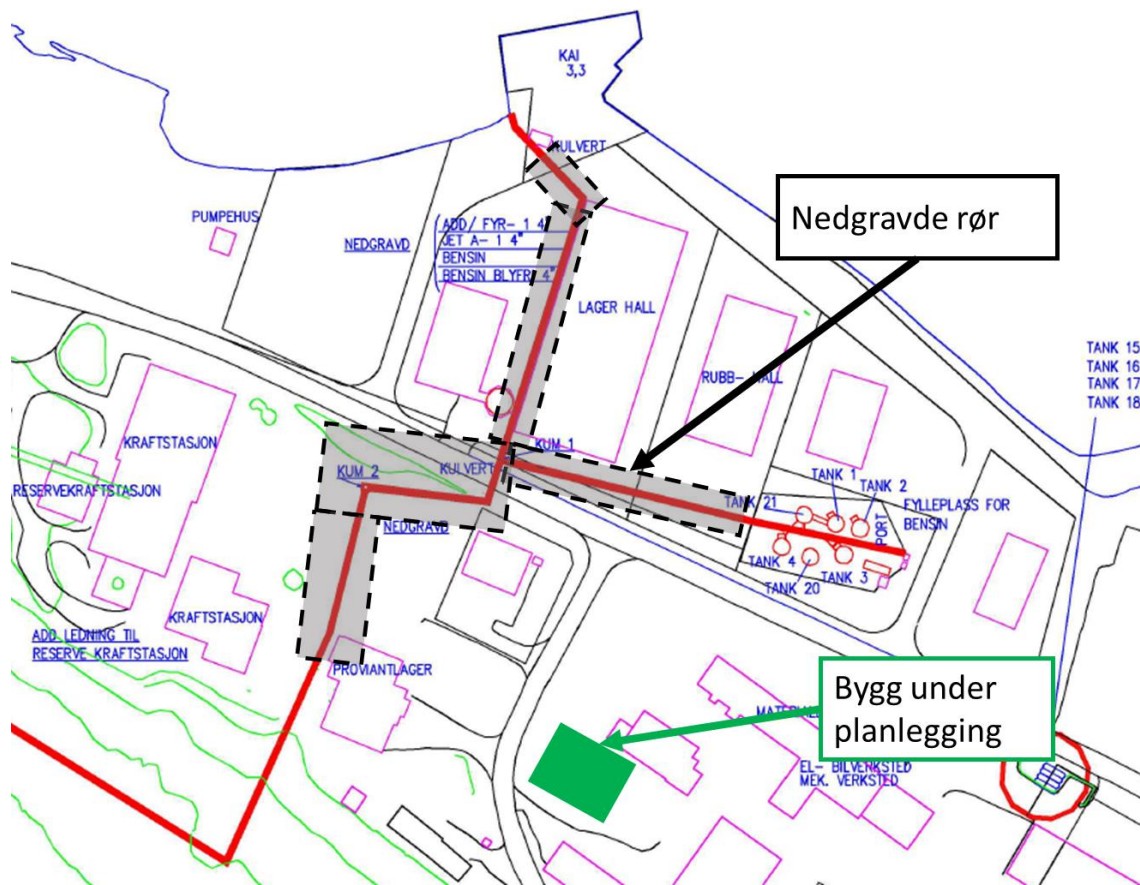 KAI
3,3
KULVERT
PUMPEHUS
NEDGRAVD
ADD/ FYR- 1 4"
JET A- 1 4"
BENSIN
BENSIN BLYFRI 4"
Nedgravde rør
LAGER HALL
RUBB- HALL
TANK 15
TANK 16
TANK 17
TANK 18
KRAFTSTASJON
RESERVEKRAFTSTASJON
KUM 1
KUM 2
KULVERT
NEDGRAVD
TANK 21
TANK 1
TANK 2
FYLLEPLASS FOR
BENSIN
PORT
TANK 4
TANK 3
TANK 20
KRAFTSTASJON
ADD LEDNING TIL
RESERVE KRAFTSTASJON
PROVIANTLAGER
Bygg under
planlegging
EL- BILVERKSTED
MEK. VERKSTED